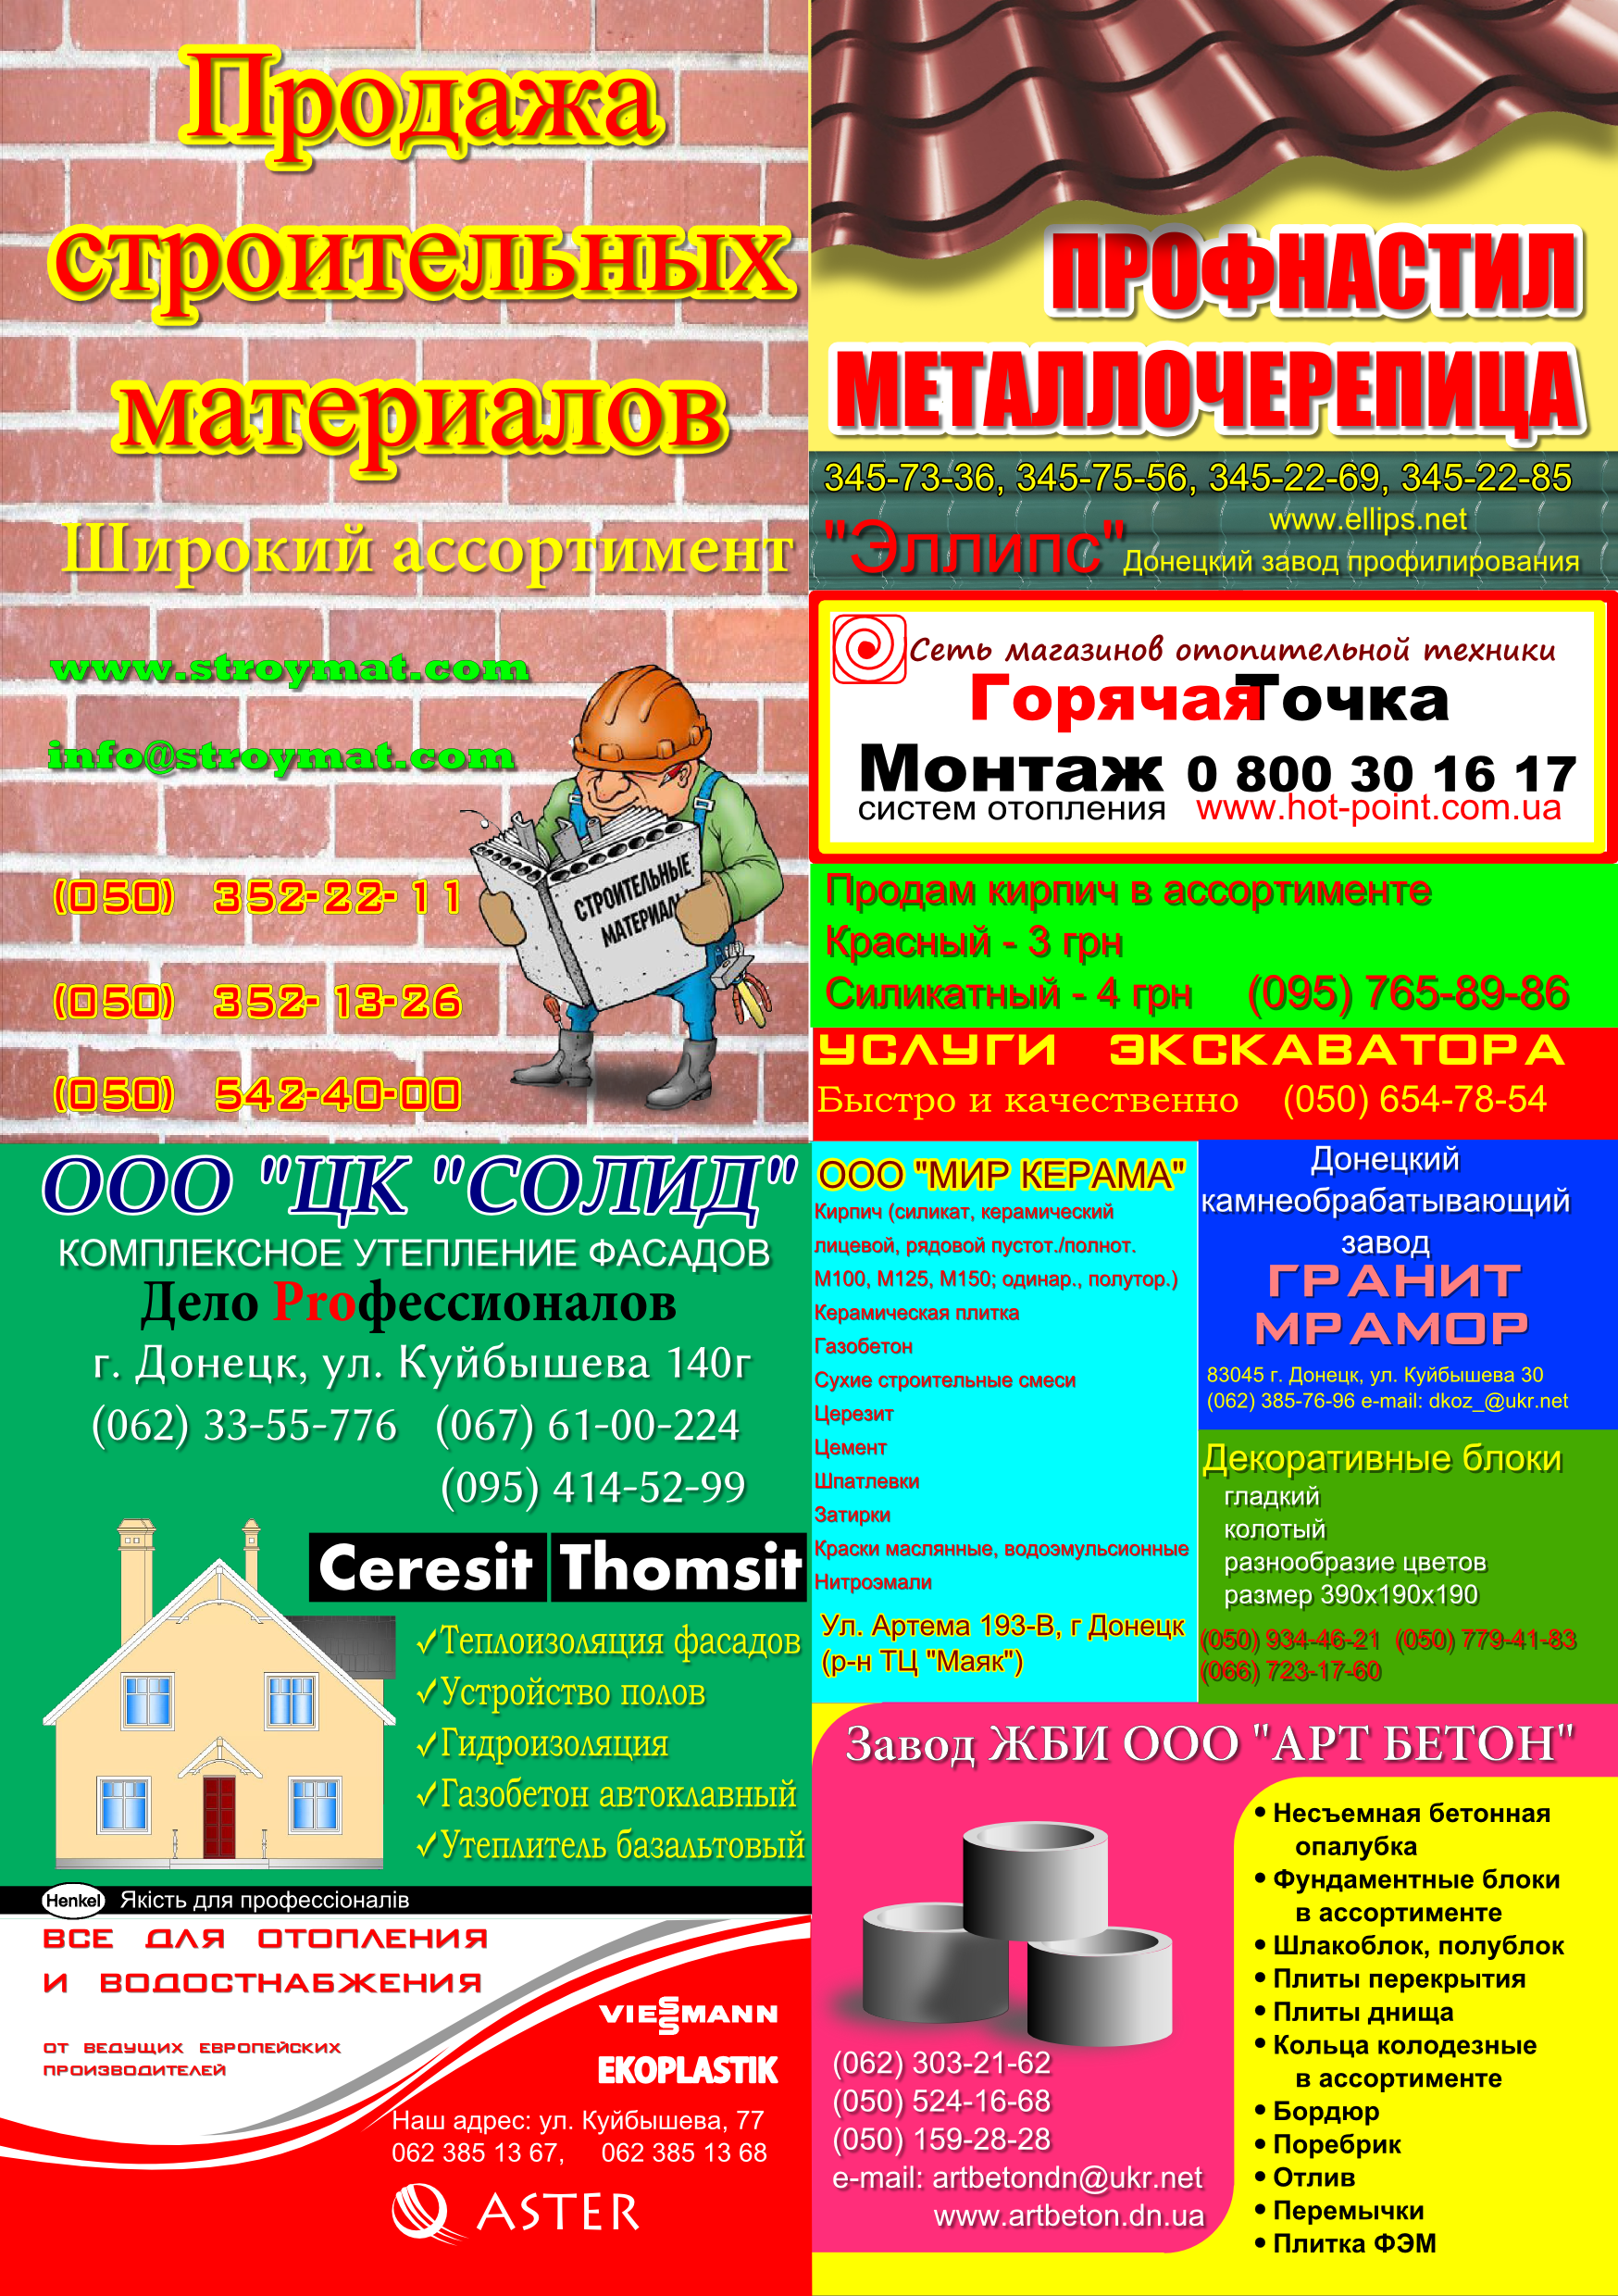 Продажа
строительных
материалов
Широкий ассортимент
www.stroymat.com
info@stroymat.com
(050) 352-22-11
(050) 352-13-26
(050) 542-40-00
СТРОИТЕЛЬНЫЕ
МАТЕРИАЛЫ
ПРОФНАСТИЛ
МЕТАЛЛОЧЕРЕПИЦА
345-73-36, 345-75-56, 345-22-69, 345-22-85
www.ellips.net
"Эллипс" Донецкий завод профилирования
Сеть магазинов отопительной техники
ГорячаяТочка
Монтаж 0 800 30 16 17
систем отопления www.hot-point.com.ua
Продам кирпич в ассортименте
Красный - 3 грн
Силикатный - 4 грн (095) 765-89-86
УСЛУГИ ЭКСКАВАТОРА
Быстро и качественно (050) 654-78-54
ООО "ЦК "СОЛИД"
КОМПЛЕКСНОЕ УТЕПЛЕНИЕ ФАСАДОВ
Дело Proфессионалов
г. Донецк, ул. Куйбышева 140г
(062) 33-55-776 (067) 61-00-224
(095) 414-52-99
Ceresit Thomsit
✓Теплоизоляция фасадов
✓Устройство полов
✓Гидроизоляция
✓Газобетон автоклавный
✓Утеплитель базальтовый
Henkel Якість для профессіоналів
ООО "МИР КЕРАМА"
Кирпич (силикат, керамический
лицевой, рядовой пустот./полнот.
М100, М125, М150; одинар., полутор.)
Керамическая плитка
Газобетон
Сухие строительные смеси
Церезит
Цемент
Шпатлевки
Затирки
Краски маслянные, водоэмульсионные
Нитроэмали
Ул. Артема 193-В, г Донецк
(р-н ТЦ "Маяк")
Донецкий
камнеобрабатывающий
завод
ГРАНИТ
МРАМОР
83045 г. Донецк, ул. Куйбышева 30
(062) 385-76-96 e-mail: dkoz_@ukr.net
Декоративные блоки
гладкий
колотый
разнообразие цветов
размер 390х190х190
(050) 934-46-21 (050) 779-41-83
(066) 723-17-60
ВСЕ ДЛЯ ОТОПЛЕНИЯ
И ВОДОСТНАБЖЕНИЯ
ОТ ВЕДУЩИХ ЕВРОПЕЙСКИХ
ПРОИЗВОДИТЕЛЕЙ
VIESSMANN
EKOPLASTIK
Наш адрес: ул. Куйбышева, 77
062 385 13 67, 062 385 13 68
ASTER
Завод ЖБИ ООО "АРТ БЕТОН"
(062) 303-21-62
(050) 524-16-68
(050) 159-28-28
e-mail: artbetondn@ukr.net
www.artbeton.dn.ua
• Несъемная бетонная
опалубка
• Фундаментные блоки
в ассортименте
• Шлакоблок, полублок
• Плиты перекрытия
• Плиты днища
• Кольца колодезные
в ассортименте
• Бордюр
• Поребрик
• Отлив
• Перемычки
• Плитка ФЭМ